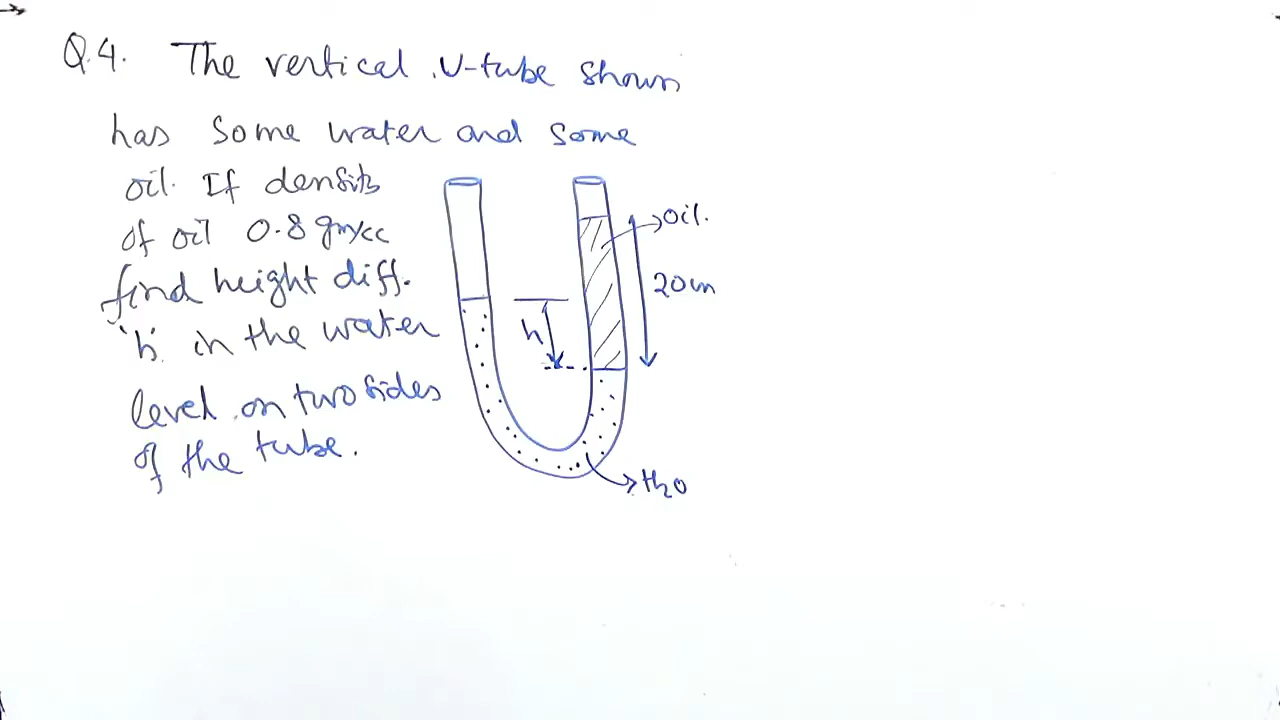 Q.4. The vertical U-tube shown
has some water and some
oil. If density
of oil 0.8 gm/cc
find height diff.
'h' in the water
level on two sides
of the tube.
oil.
20cm
h
H2O